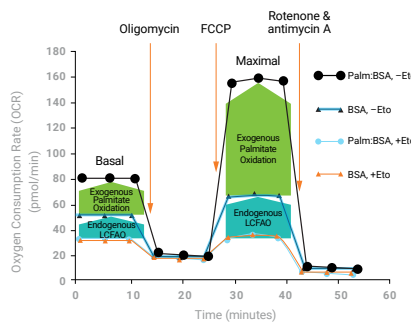 Oligomycin
FCCP
Rotenone &
antimycin A
Oxygen Consumption Rate (OCR)
(pmol/min)
180
160
140
120
100
80
60
40
20
0
Basal
Maximal
Exogenous
Palmitate
Oxidation
Endogenous
LCFAO
Exogenous
Palmitate
Oxidation
Endogenous
LCFAO
Palm:BSA, −Eto
BSA, −Eto
Palm:BSA, +Eto
BSA, +Eto
0
10
20
30
40
50
60
Time (minutes)